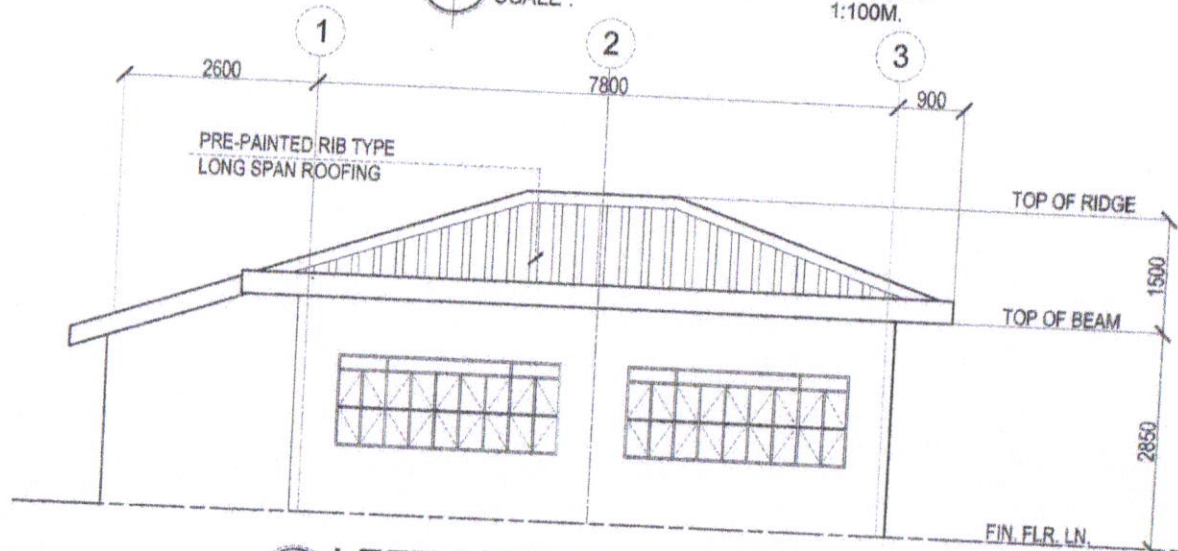 SCALE :
1:100M.
1
2
3
2600
7800
900
PRE-PAINTED RIB TYPE
LONG SPAN ROOFING
TOP OF RIDGE
1500
TOP OF BEAM
2850
FIN. FLR. LN.